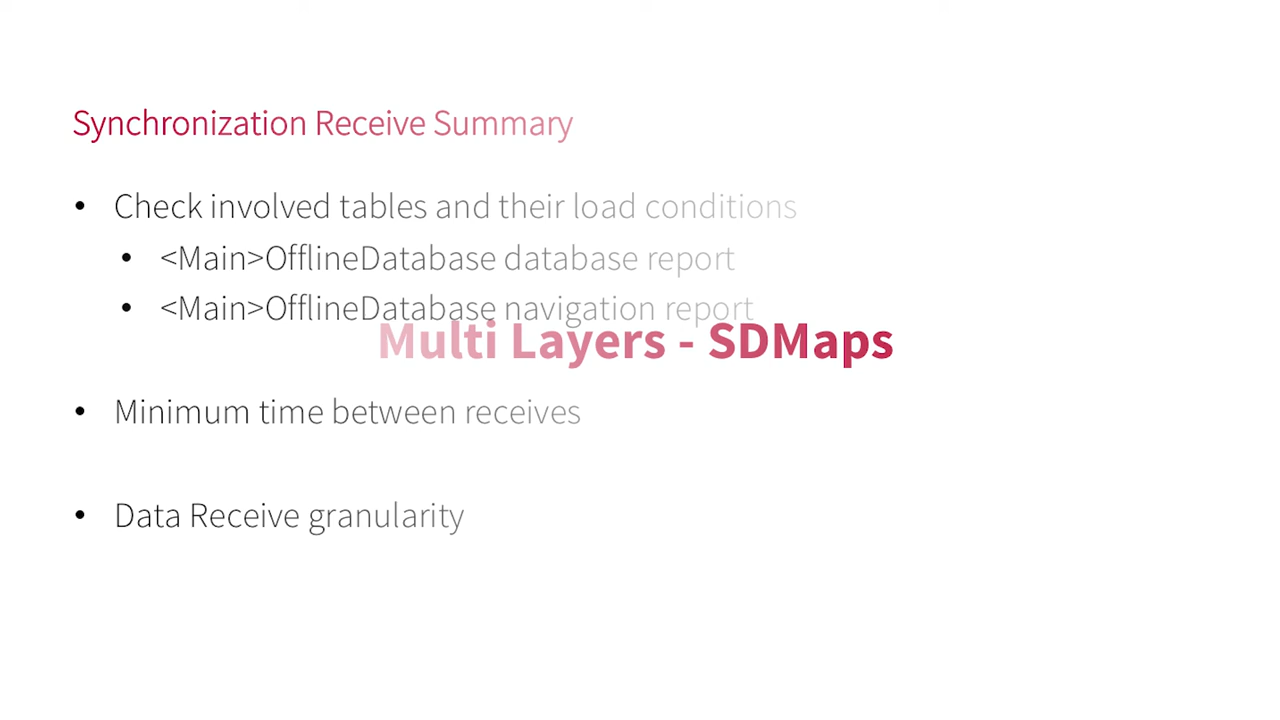 Synchronization Receive Summary
• Check involved tables and their load conditions
• <Main>OfflineDatabase database report
• <Main>OfflineDatabase navigation report
Multi Layers - SDMaps
• Minimum time between receives
• Data Receive granularity